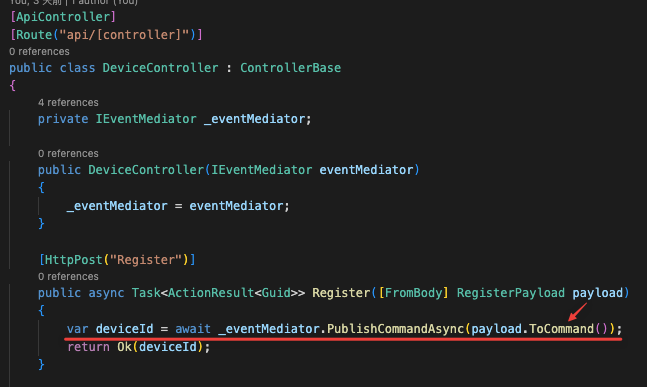 You, 3 天前 | 1 author (You)
[ApiController]
[Route("api/[controller]")]
0 references
public class DeviceController : ControllerBase
{
4 references
private IEventMediator _eventMediator;
0 references
public DeviceController(IEventMediator eventMediator)
{
_eventMediator = eventMediator;
}
[HttpPost("Register")]
0 references
public async Task<ActionResult<Guid>> Register([FromBody] RegisterPayload payload)
{
var deviceId = await _eventMediator.PublishCommandAsync(payload.ToCommand());
return Ok(deviceId);
}